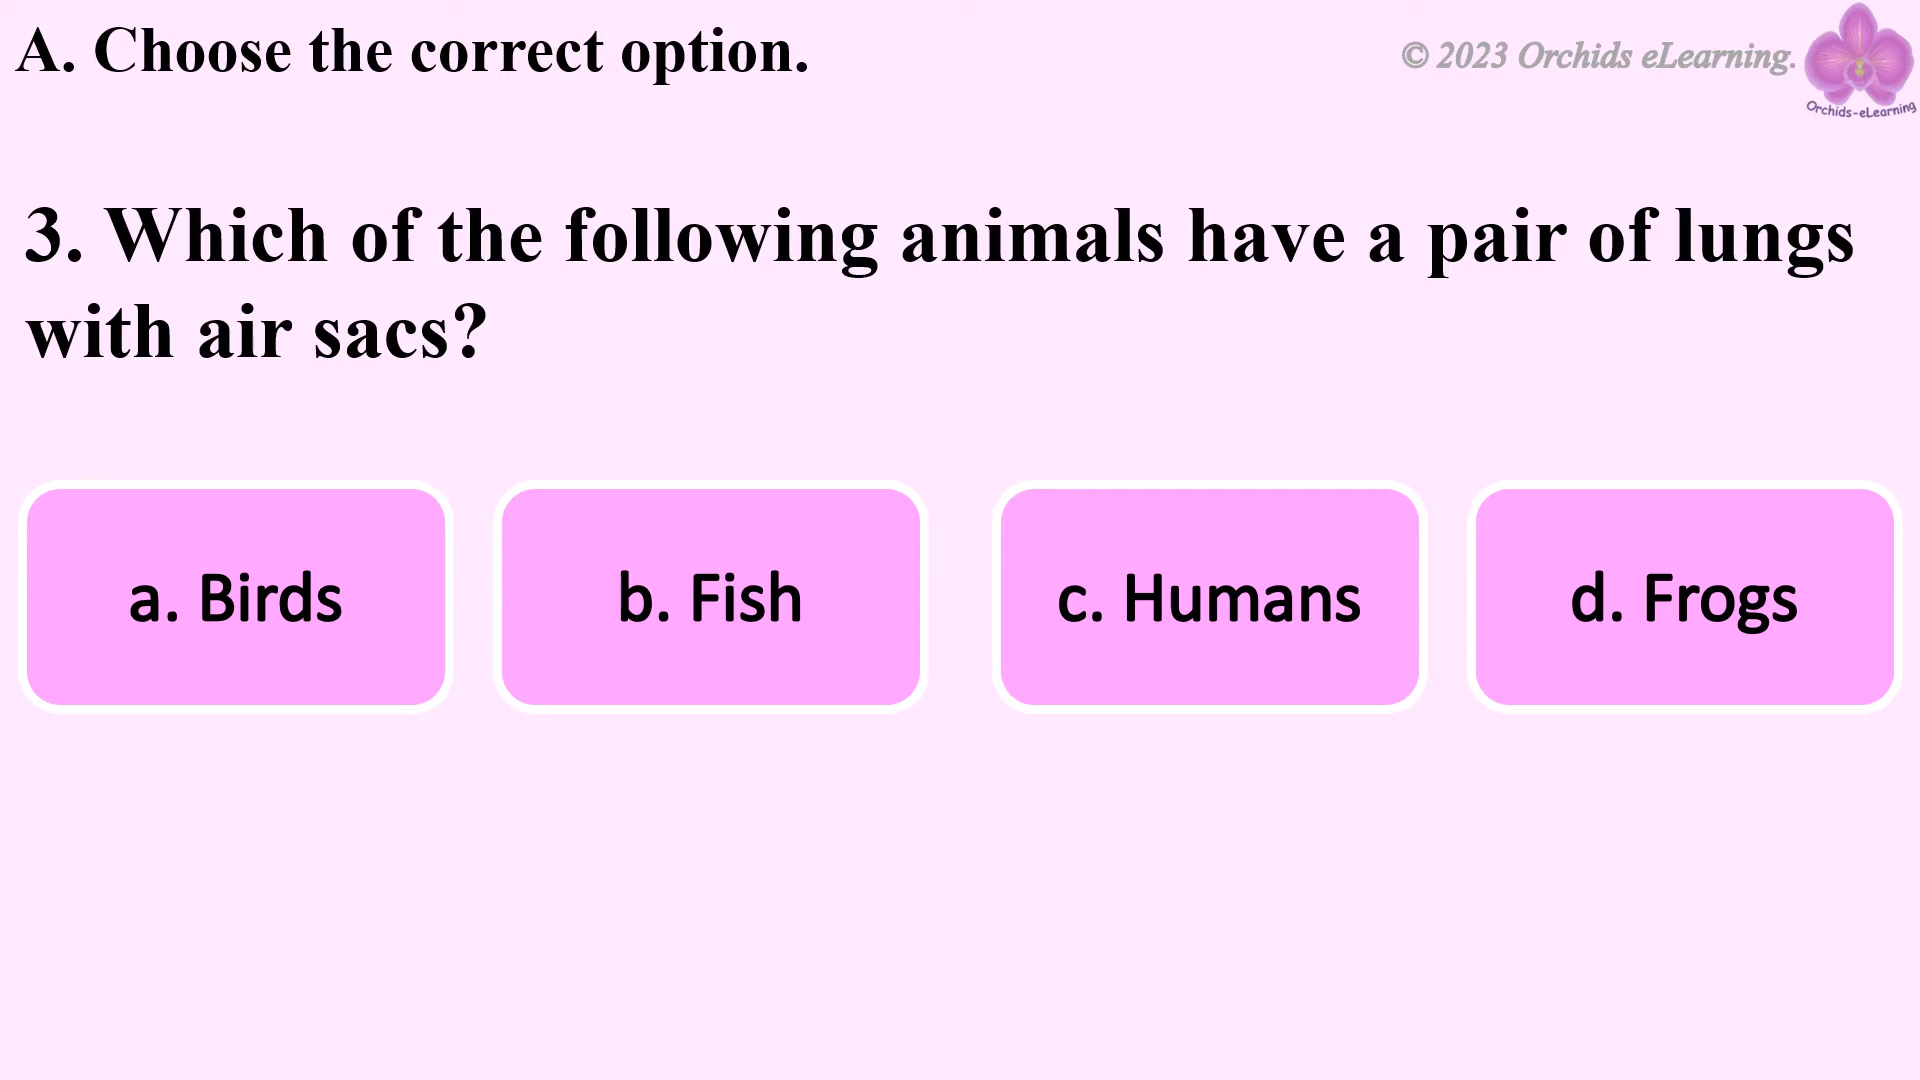 A. Choose the correct option.
© 2023 Orchids eLearning.
Orchids-eLearning
3. Which of the following animals have a pair of lungs
with air sacs?
a. Birds
b. Fish
c. Humans
d. Frogs